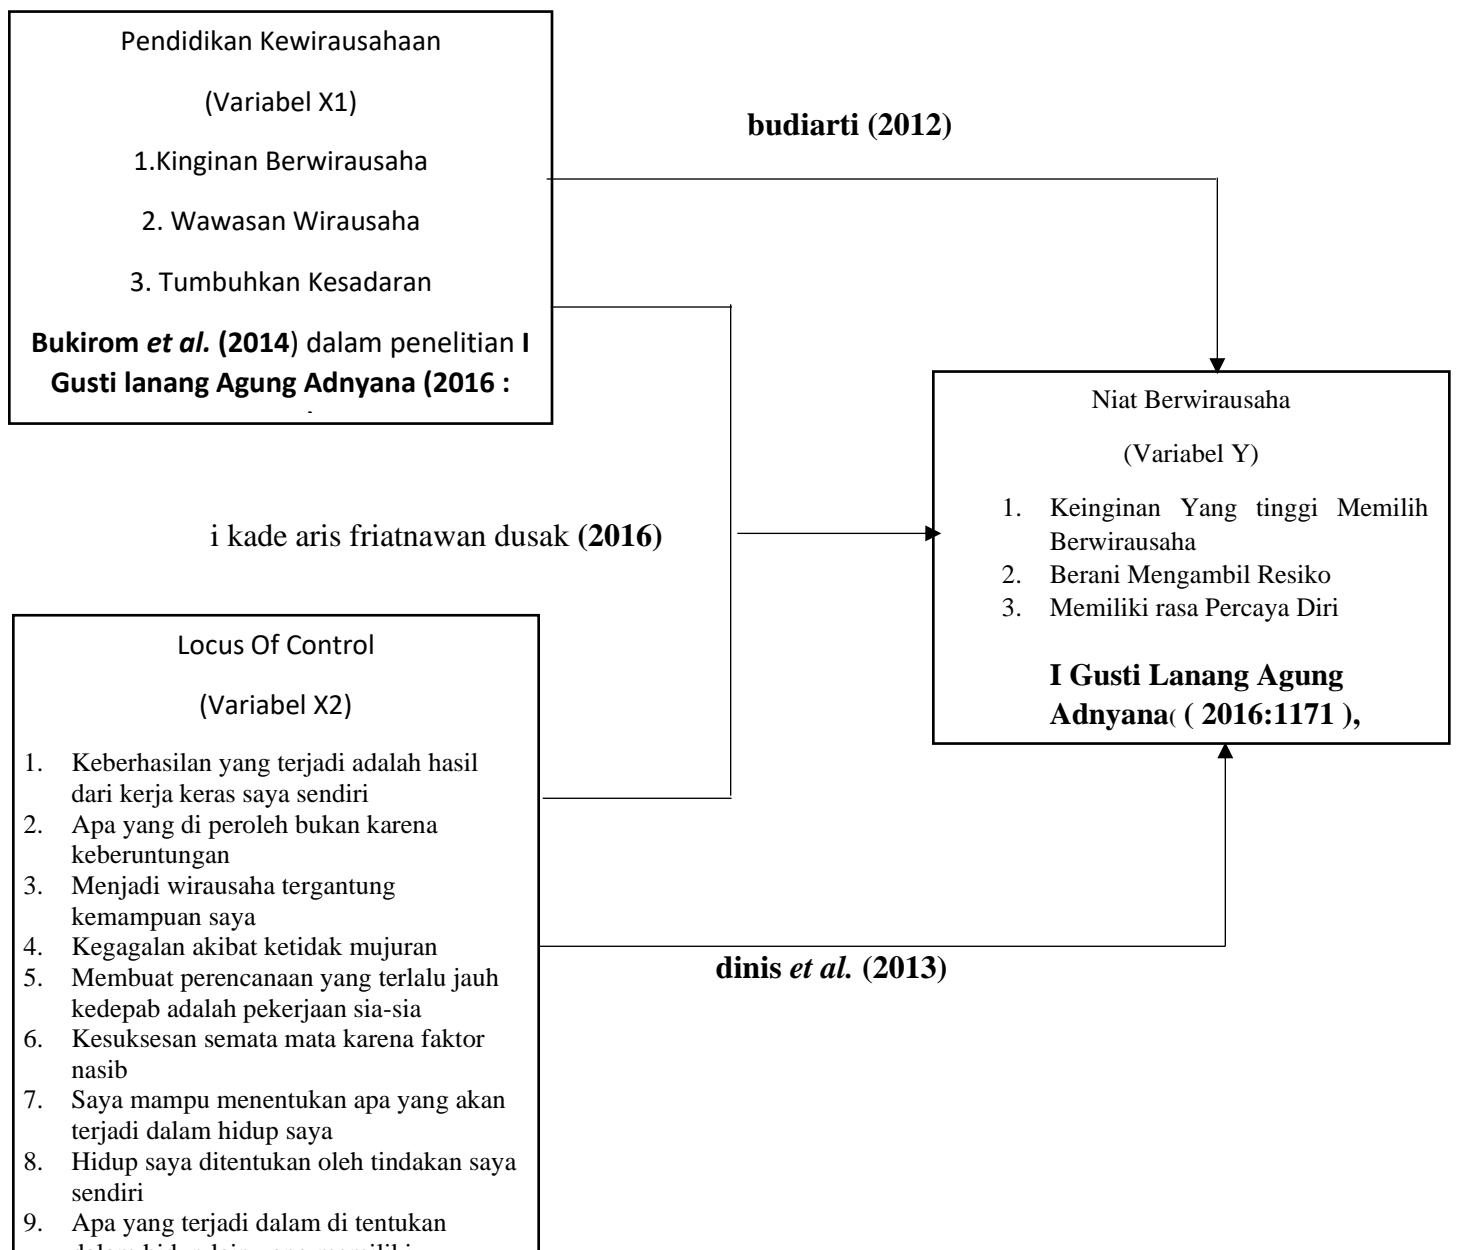 Pendidikan Kewirausahaan
(Variabel X1)
1.Kinginan Berwirausaha
2. Wawasan Wirausaha
3. Tumbuhkan Kesadaran
Bukirom et al. (2014) dalam penelitian I
Gusti lanang Agung Adnyana (2016 :
budiarti (2012)
i kade aris friatnawan dusak (2016)
Locus Of Control
(Variabel X2)
1. Keberhasilan yang terjadi adalah hasil
dari kerja keras saya sendiri
2. Apa yang di peroleh bukan karena
keberuntungan
3. Menjadi wirausaha tergantung
kemampuan saya
4. Kegagalan akibat ketidak mujuran
5. Membuat perencanaan yang terlalu jauh
kedepab adalah pekerjaan sia-sia
6. Kesuksesan semata mata karena faktor
nasib
7. Saya mampu menentukan apa yang akan
terjadi dalam hidup saya
8. Hidup saya ditentukan oleh tindakan saya
sendiri
9. Apa yang terjadi dalam di tentukan
dinis et al. (2013)
Niat Berwirausaha
(Variabel Y)
1. Keinginan Yang tinggi Memilih
Berwirausaha
2. Berani Mengambil Resiko
3. Memiliki rasa Percaya Diri
I Gusti Lanang Agung
Adnyana( ( 2016:1171 ),